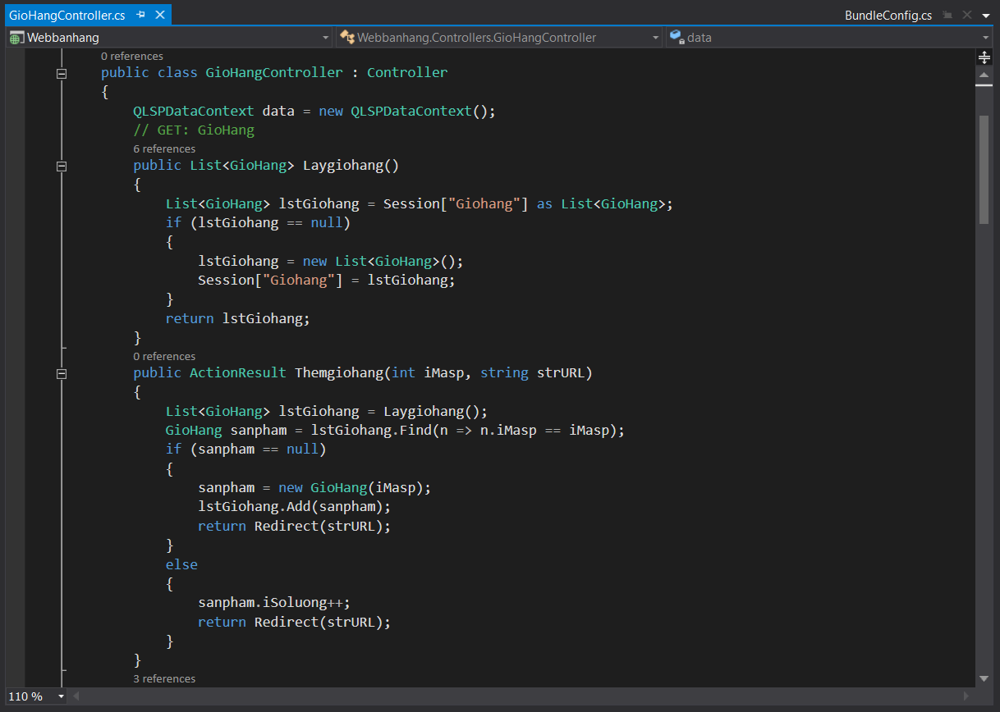 GioHangController.cs
BundleConfig.cs
Webbanhang
Webbanhang.Controllers.GioHangController
data
0 references
public class GioHangController : Controller
{
QLSPDataContext data = new QLSPDataContext();
// GET: GioHang
6 references
public List<GioHang> Laygiohang()
{
List<GioHang> lstGiohang = Session["Giohang"] as List<GioHang>;
if (lstGiohang == null)
{
lstGiohang = new List<GioHang>();
Session["Giohang"] = lstGiohang;
}
return lstGiohang;
}
0 references
public ActionResult Themgiohang(int iMasp, string strURL)
{
List<GioHang> lstGiohang = Laygiohang();
GioHang sanpham = lstGiohang.Find(n => n.iMasp == iMasp);
if (sanpham == null)
{
sanpham = new GioHang(iMasp);
lstGiohang.Add(sanpham);
return Redirect(strURL);
}
else
{
sanpham.iSoluong++;
return Redirect(strURL);
}
}
3 references
110 %